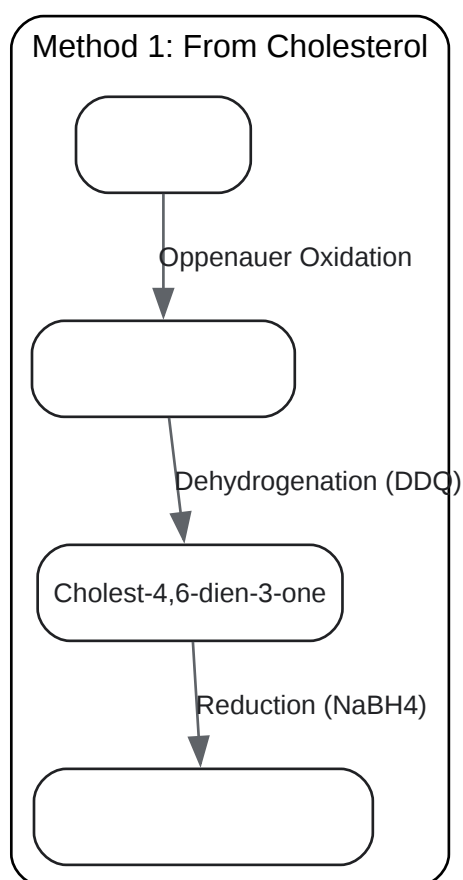 Method 1: From Cholesterol
Oppenauer Oxidation
Dehydrogenation (DDQ)
Cholest-4,6-dien-3-one
Reduction (NaBH4)